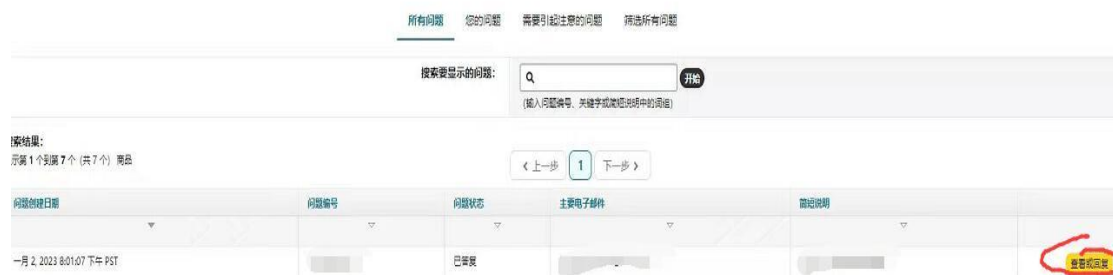 所有问题 您的问题 需要引起注意的问题 筛选所有问题
搜索要显示的问题: 开始
(输入问题编号、关键字或简短说明中的词组)
搜索结果:
示第 1 个到第 7 个 (共 7 个) 商品
‹ 上一步 1 下一步 ›
问题创建日期 问题编号 问题状态 主要电子邮件 简短说明
一月 2, 2023 8:01:07 下午 PST 已答复 查看或回复